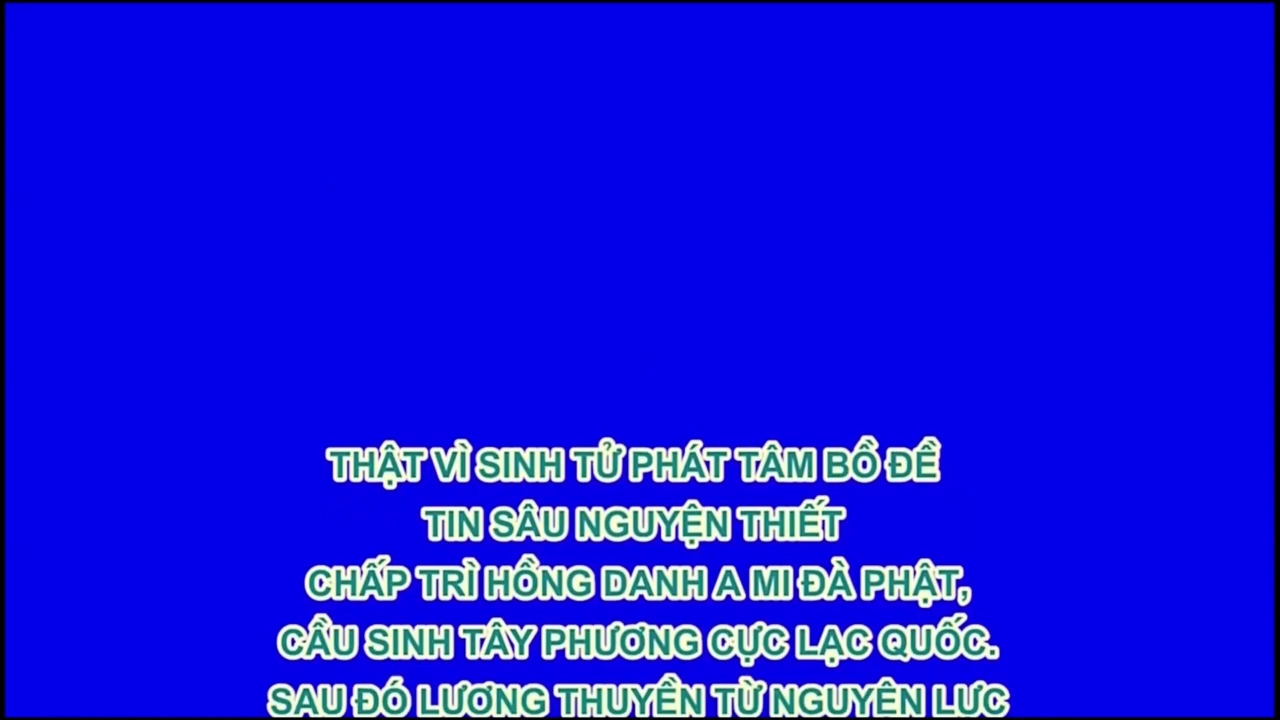 THẬT VÌ SINH TỬ PHÁT TÂM BỒ ĐỀ
TIN SÂU NGUYỆN THIẾT
CHẤP TRÌ HỒNG DANH A MI ĐÀ PHẬT,
CẦU SINH TÂY PHƯƠNG CỰC LẠC QUỐC.
SAU ĐÓ LƯƠNG THUYỀN TỪ NGUYỆN LỰC